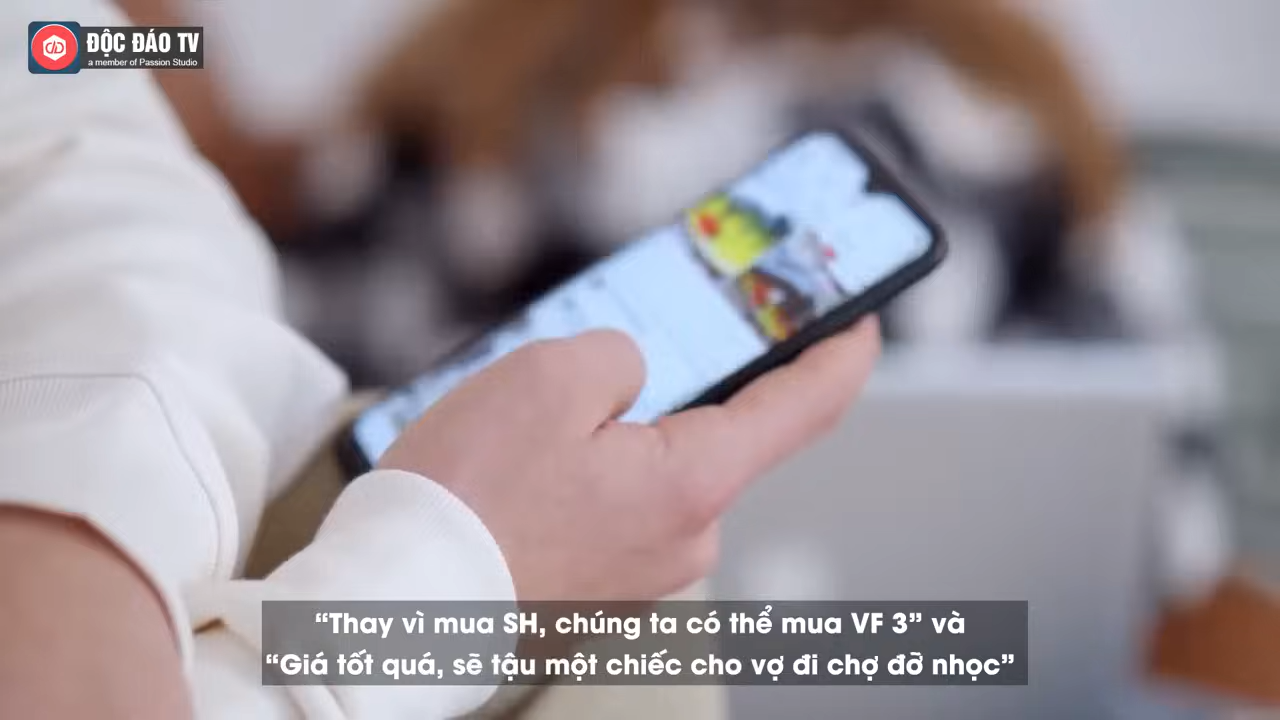 ĐỘC ĐÁO TV
a member of Passion Studio
“Thay vì mua SH, chúng ta có thể mua VF 3” và
“Giá tốt quá, sẽ tậu một chiếc cho vợ đi chợ đỡ nhọc”